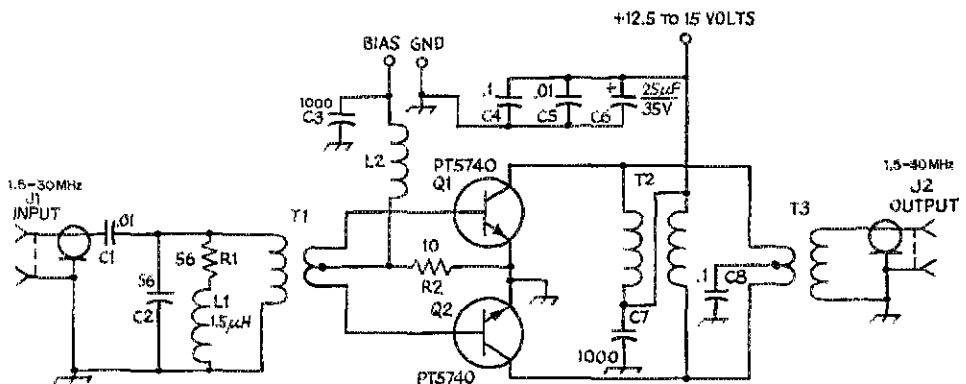 +12.5 TO 15 VOLTS
BIAS GND
1000
C3
.1
C4
.01
C5
+
C6
25µF
35V
L2
PT5740
Q1
T2
1.5-30MHz
J1
INPUT
.01
C1
T1
56
R1
56
C2
L1
1.5µH
10
R2
Q2
PT5740
C7
1000
.1
C8
T3
1.5-40MHz
J2
OUTPUT